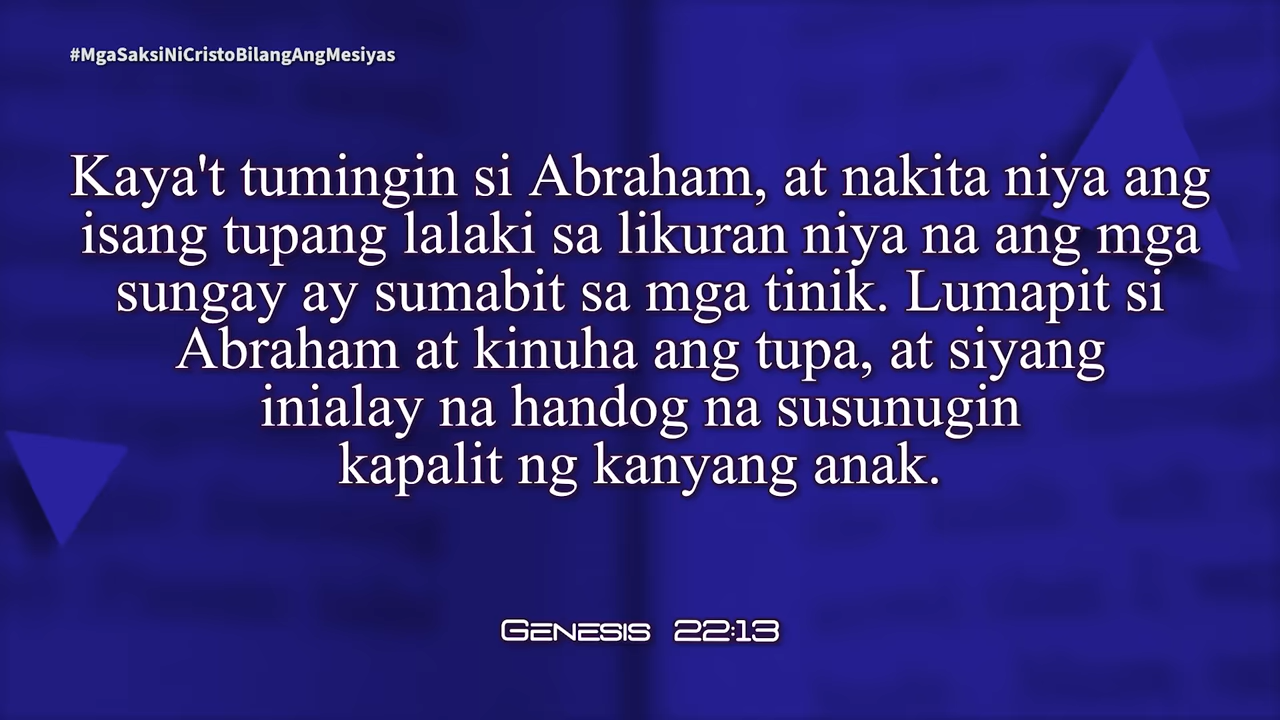 #MgaSaksiNiCristoBilangAngMesiyas
Kaya't tumingin si Abraham, at nakita niya ang
isang tupang lalaki sa likuran niya na ang mga
sungay ay sumabit sa mga tinik. Lumapit si
Abraham at kinuha ang tupa, at siyang
inialay na handog na susunugin
kapalit ng kanyang anak.
Genesis 22:13